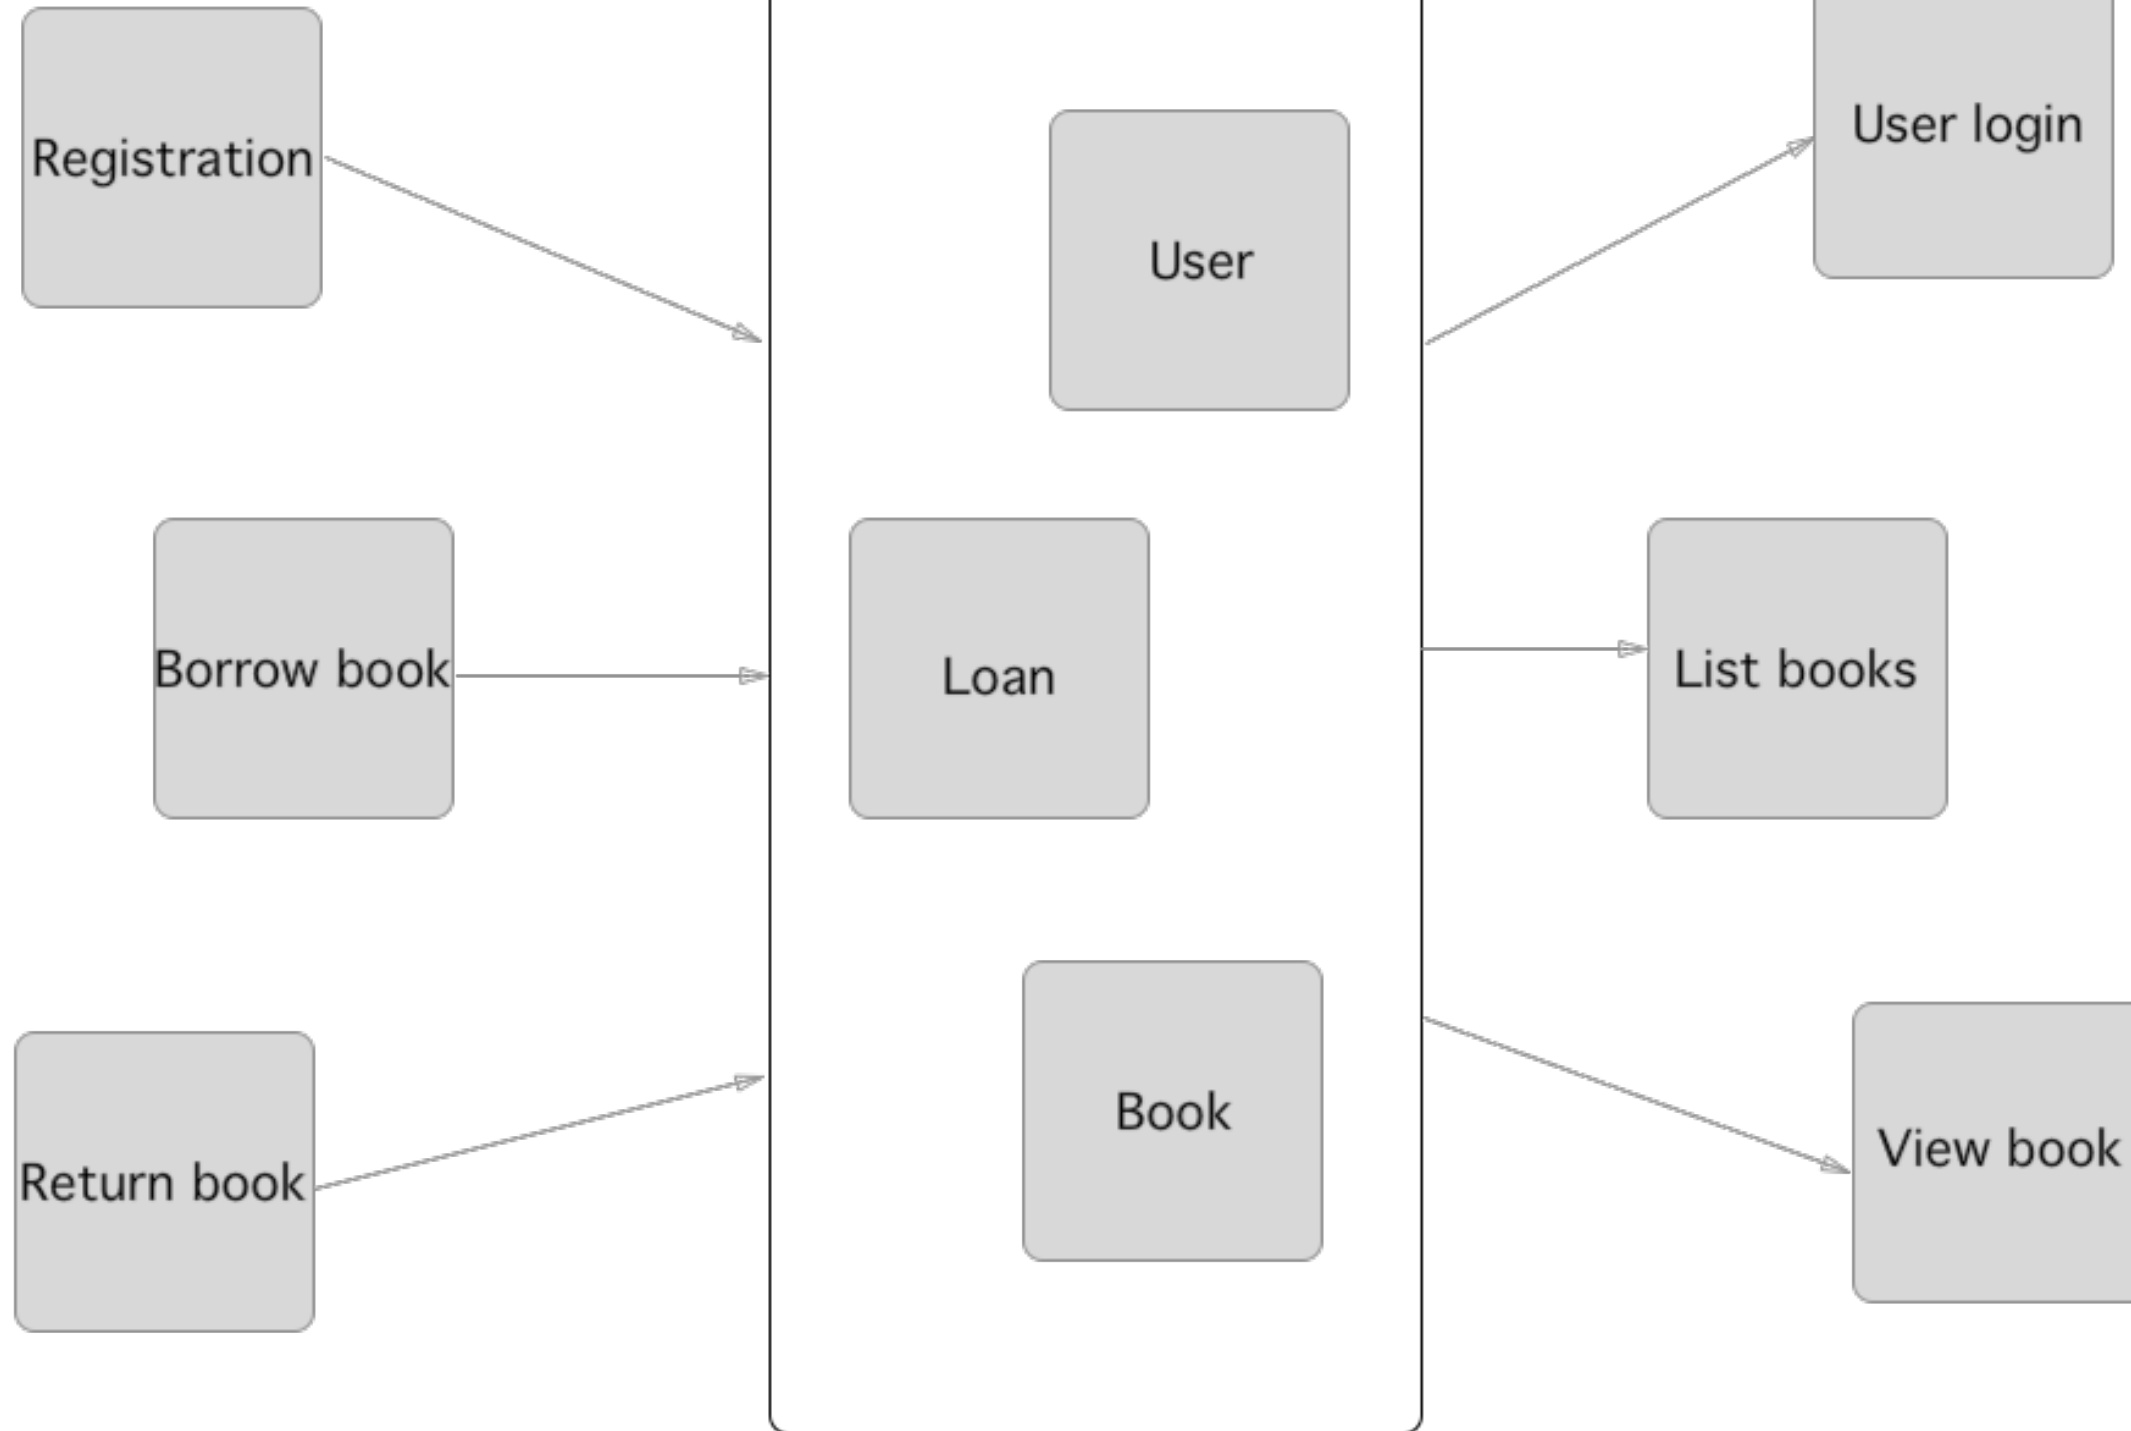 Registration
Borrow book
Return book
User
Loan
Book
User login
List books
View book